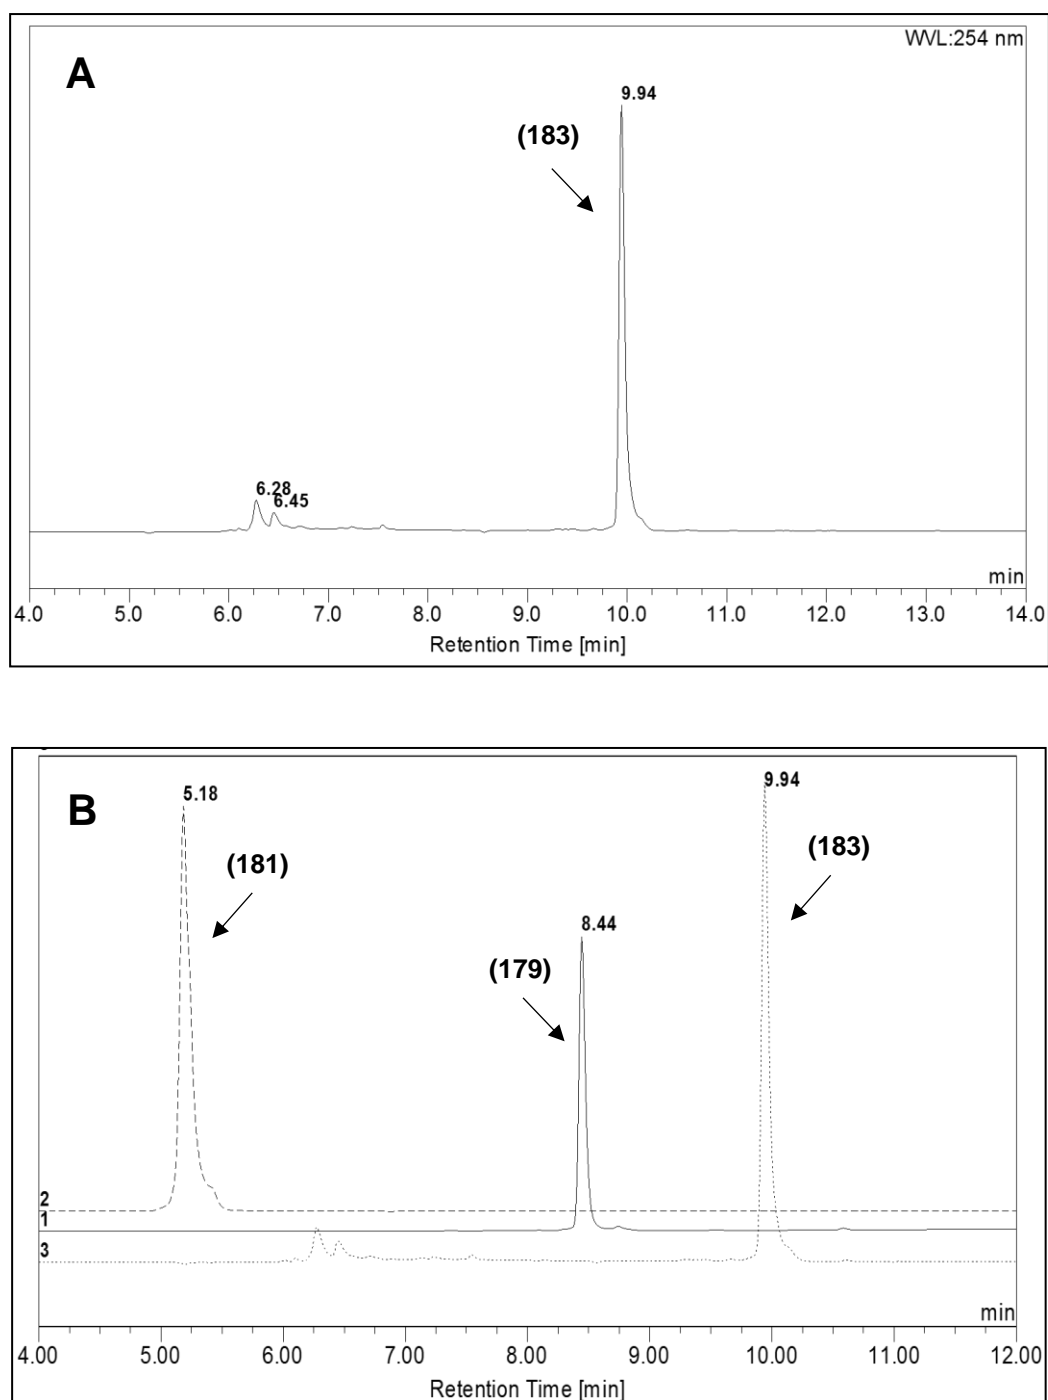 WVL:254 nm
A
9.94
(183)
6.28
6.45
min
4.0 5.0 6.0 7.0 8.0 9.0 10.0 11.0 12.0 13.0 14.0
Retention Time [min]
B
5.18
9.94
(181)
(183)
8.44
(179)
2
1
3
min
4.00 5.00 6.00 7.00 8.00 9.00 10.00 11.00 12.00
Retention Time [min]